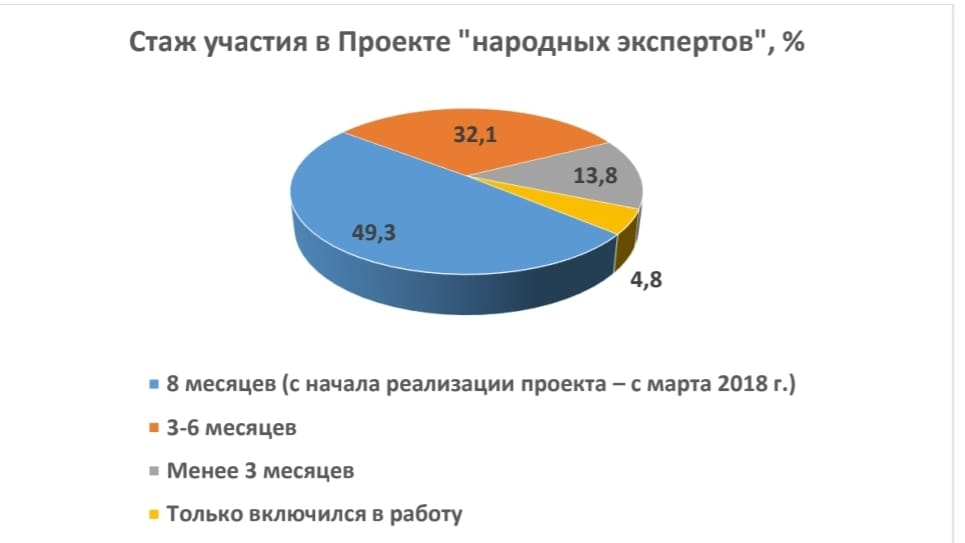 Стаж участия в Проекте "народных экспертов", %
32,1
13,8
49,3
4,8
8 месяцев (с начала реализации проекта – с марта 2018 г.)
3-6 месяцев
Менее 3 месяцев
Только включился в работу